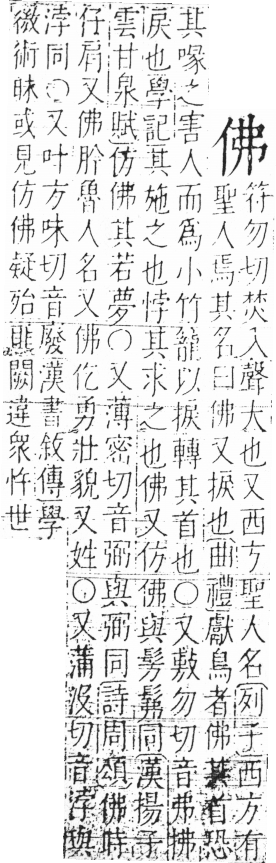 佛
符勿切焚入聲大也又西方聖人名列子西方有
聖人焉其名曰佛又捩也曲禮獻鳥者佛其首恐
其喙之害人而爲小竹籠以捩轉其首也○又敷勿切音弗拂
戾也學記其施之也悖其求之也佛又仿佛與髣髴同漢揚子
雲甘泉賦仿佛其若夢○又薄密切音弼與弼同詩周頌佛時
仔肩又佛肸魯人名又佛仡勇壯貌又姓○又蒲沒切音浡與
浡同○又叶方味切音廢漢書敘傳學
微術昧或見仿佛疑殆匪闕違衆忤世